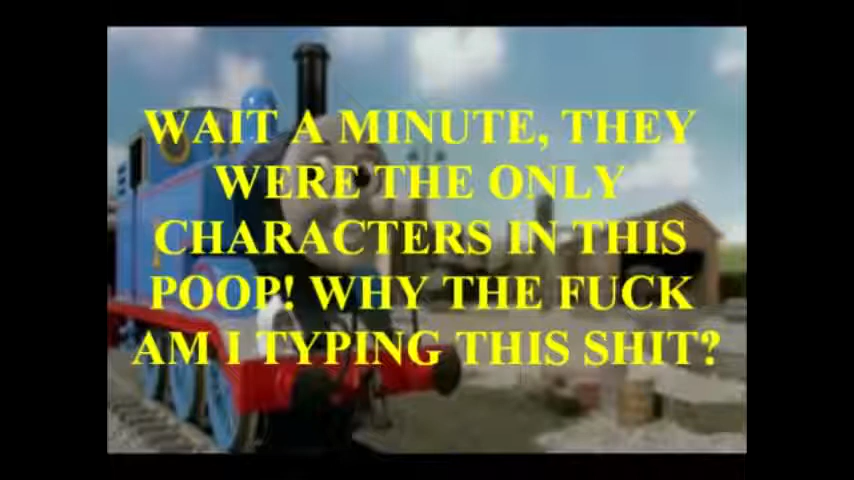 WAIT A MINUTE, THEY
WERE THE ONLY
CHARACTERS IN THIS
POOP! WHY THE FUCK
AM I TYPING THIS SHIT?